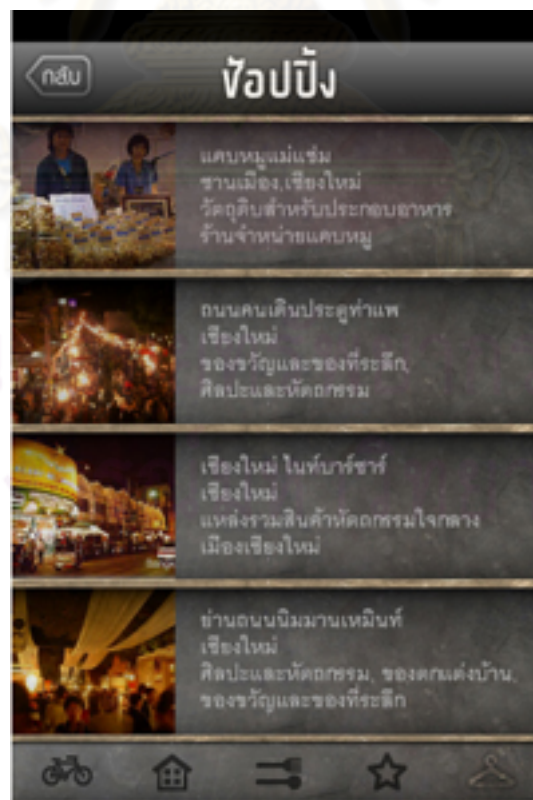 กลับ
ช้อปปิ้ง
แคบหมูแม่แช่ม
ชานเมือง,เชียงใหม่
วัตถุดิบสำหรับประกอบอาหาร
ร้านจำหน่ายแคบหมู
ถนนคนเดินประตูท่าแพ
เชียงใหม่
ของขวัญและของที่ระลึก,
ศิลปะและหัตถกรรม
เชียงใหม่ ไนท์บาร์ซาร์
เชียงใหม่
แหล่งรวมสินค้าหัตถกรรมใจกลาง
เมืองเชียงใหม่
ย่านถนนนิมมานเหมินท์
เชียงใหม่
ศิลปะและหัตถกรรม, ของตกแต่งบ้าน,
ของขวัญและของที่ระลึก